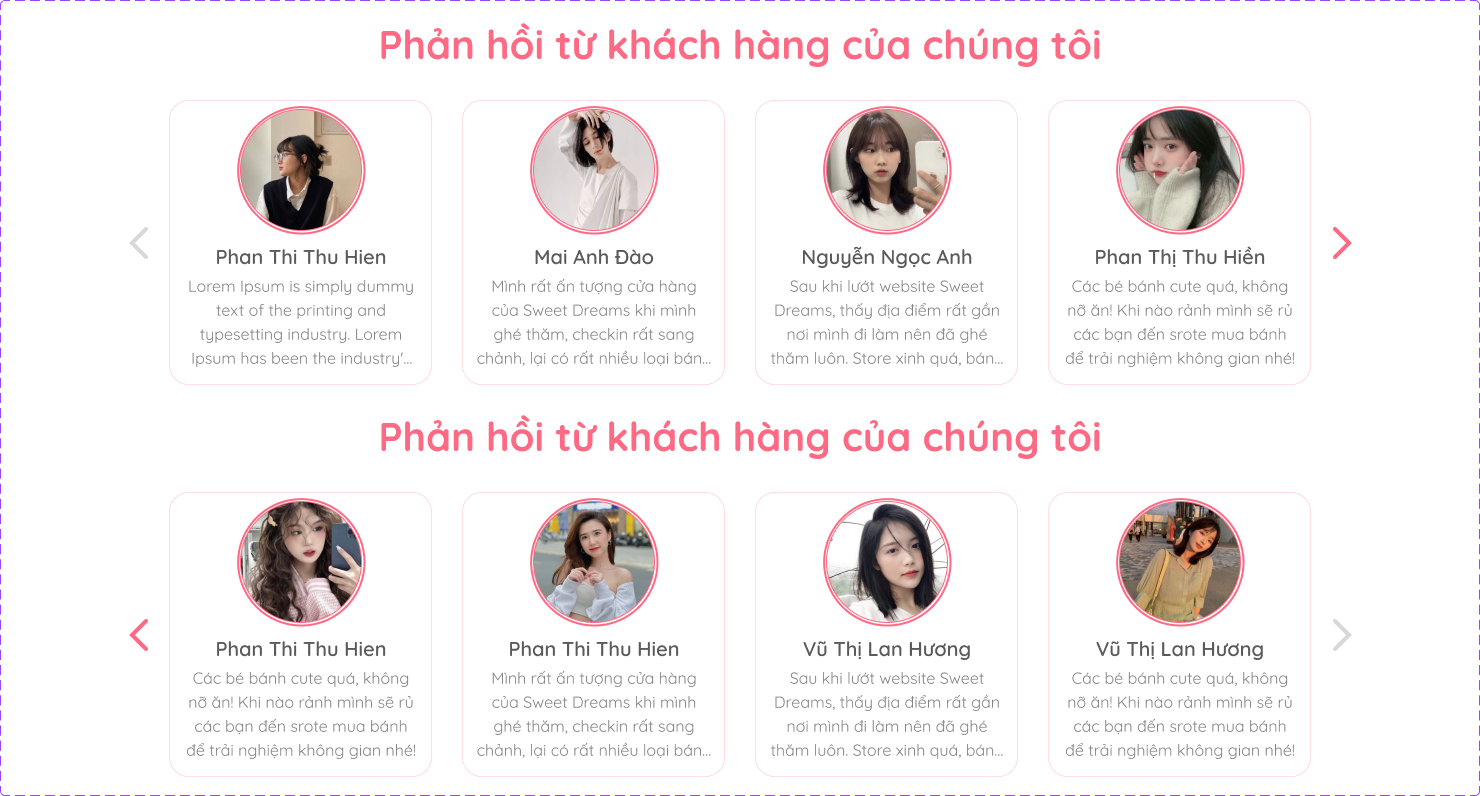 Phản hồi từ khách hàng của chúng tôi
Phan Thi Thu Hien
Lorem Ipsum is simply dummy
text of the printing and
typesetting industry. Lorem
Ipsum has been the industry'...
Mai Anh Đào
Mình rất ấn tượng cửa hàng
của Sweet Dreams khi mình
ghé thăm, checkin rất sang
chảnh, lại có rất nhiều loại bán...
Nguyễn Ngọc Anh
Sau khi lướt website Sweet
Dreams, thấy địa điểm rất gần
nơi mình đi làm nên đã ghé
thăm luôn. Store xinh quá, bán...
Phan Thị Thu Hiền
Các bé bánh cute quá, không
nỡ ăn! Khi nào rảnh mình sẽ rủ
các bạn đến srote mua bánh
để trải nghiệm không gian nhé!
Phản hồi từ khách hàng của chúng tôi
Phan Thi Thu Hien
Các bé bánh cute quá, không
nỡ ăn! Khi nào rảnh mình sẽ rủ
các bạn đến srote mua bánh
để trải nghiệm không gian nhé!
Phan Thi Thu Hien
Mình rất ấn tượng cửa hàng
của Sweet Dreams khi mình
ghé thăm, checkin rất sang
chảnh, lại có rất nhiều loại bán...
Vũ Thị Lan Hương
Sau khi lướt website Sweet
Dreams, thấy địa điểm rất gần
nơi mình đi làm nên đã ghé
thăm luôn. Store xinh quá, bán...
Vũ Thị Lan Hương
Các bé bánh cute quá, không
nỡ ăn! Khi nào rảnh mình sẽ rủ
các bạn đến srote mua bánh
để trải nghiệm không gian nhé!